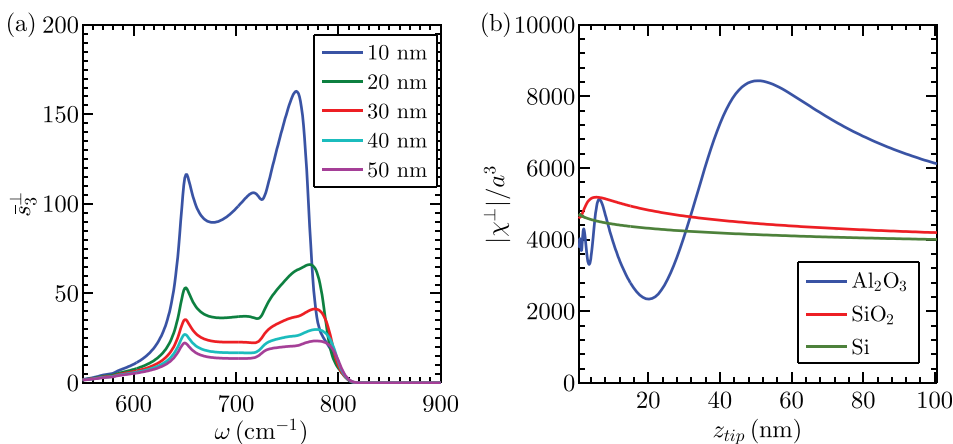 (a)
200
150
100
50
0
s̄₃^⊥
600
700
800
900
ω (cm⁻¹)
10 nm
20 nm
30 nm
40 nm
50 nm
(b)
10000
8000
6000
4000
2000
0
|χ^⊥|/a³
20
40
60
80
100
z_tip (nm)
Al₂O₃
SiO₂
Si